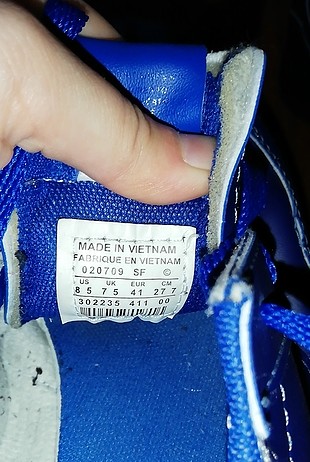 MADE IN VIETNAM
FABRIQUE EN VIETNAM
020709 SF ©
US UK EUR CM
8 5 7 5 41 27 7
302235 411 00